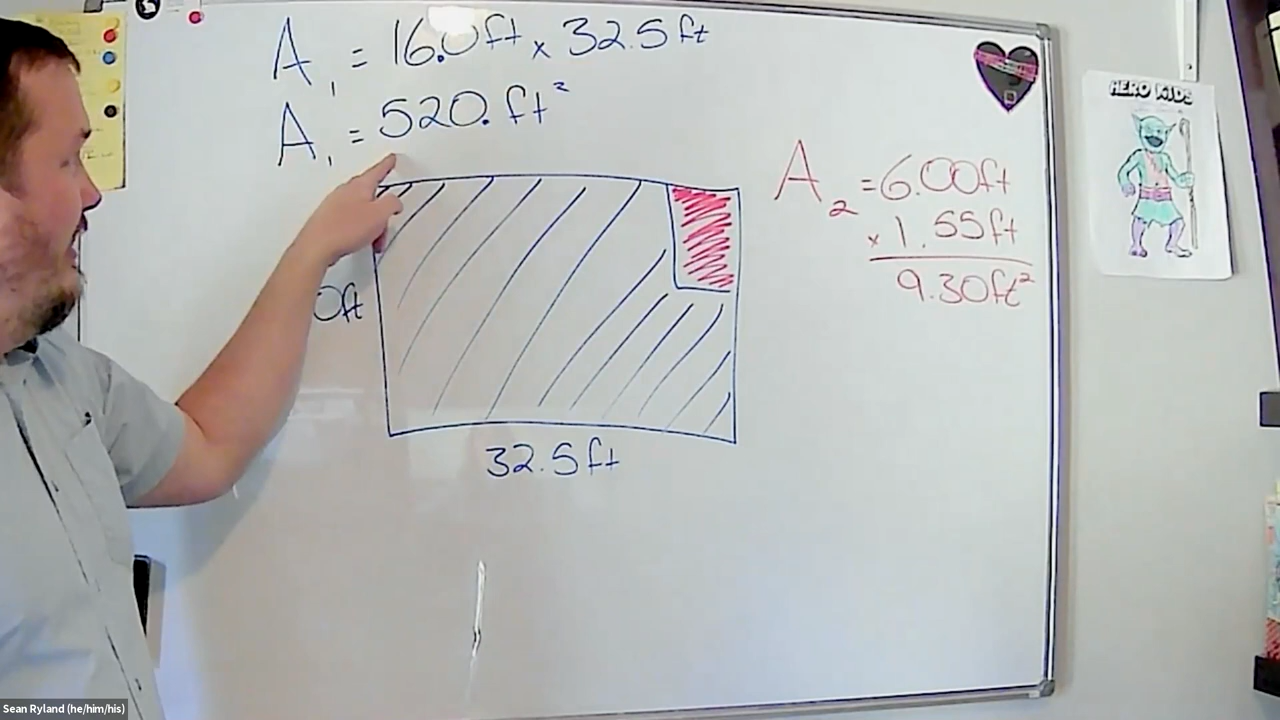 A₁ = 16.0ft x 32.5ft
A₁ = 520. ft²
A₂ = 6.00ft
x 1.55ft
9.30ft²
0ft
32.5ft
HERO KIDS
Sean Ryland (he/him/his)